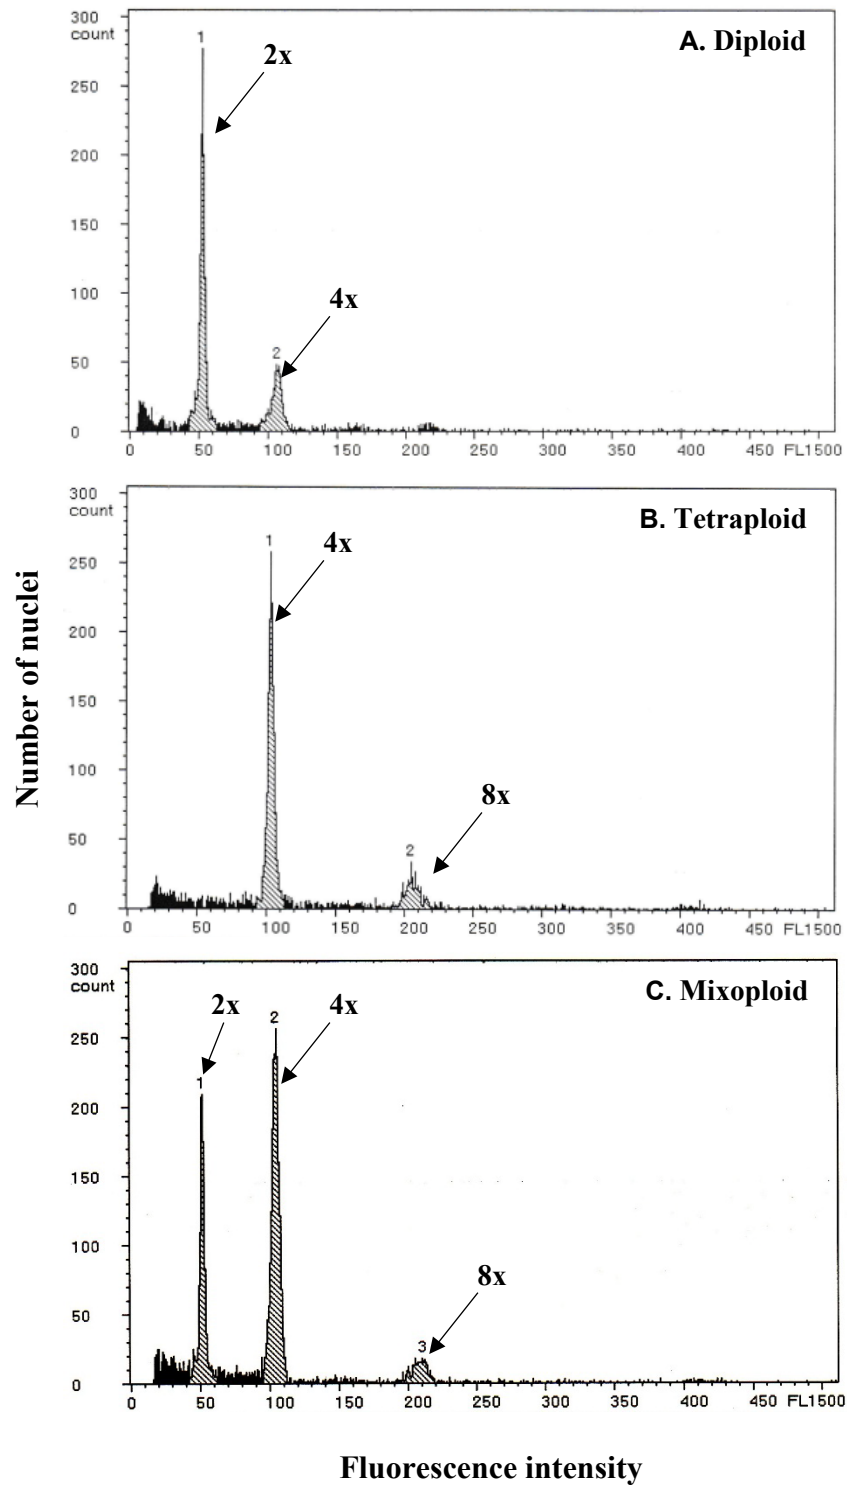 300
count
1
2x
A. Diploid
250
200
150
4x
100
2
50
0
0 50 100 150 200 250 300 350 400 450 FL1500
300
count
1
4x
B. Tetraploid
250
200
150
100
8x
50
2
0
0 50 100 150 200 250 300 350 400 450 FL1500
Number of nuclei
300
count
2x
2
4x
C. Mixoploid
250
1
200
150
100
8x
50
3
0
0 50 100 150 200 250 300 350 400 450 FL1500
Fluorescence intensity